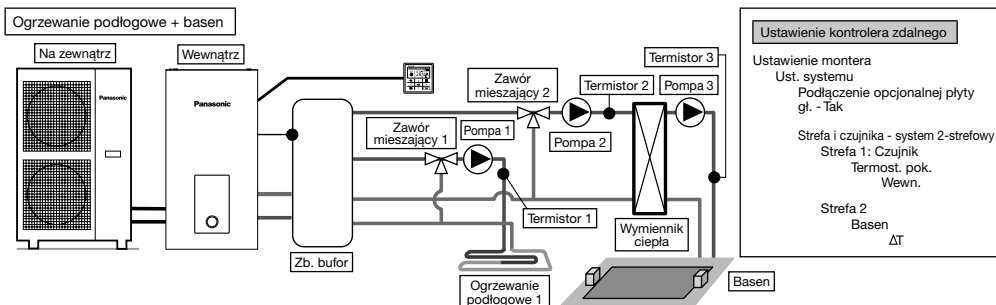 Ogrzewanie podłogowe + basen
Na zewnątrz
Wewnątrz
Panasonic
Panasonic
Zb. bufor
Zawór
mieszający 1
Pompa 1
Termistor 1
Ogrzewanie
podłogowe 1
Zawór
mieszający 2
Pompa 2
Termistor 2
Termistor 3
Pompa 3
Wymiennik
ciepła
Basen
Ustawienie kontrolera zdalnego
Ustawienie montera
Ust. systemu
Podłączenie opcjonalnej płyty
gł. - Tak
Strefa i czujnika - system 2-strefowy
Strefa 1: Czujnik
Termost. pok.
Wewn.
Strefa 2
Basen
ΔT